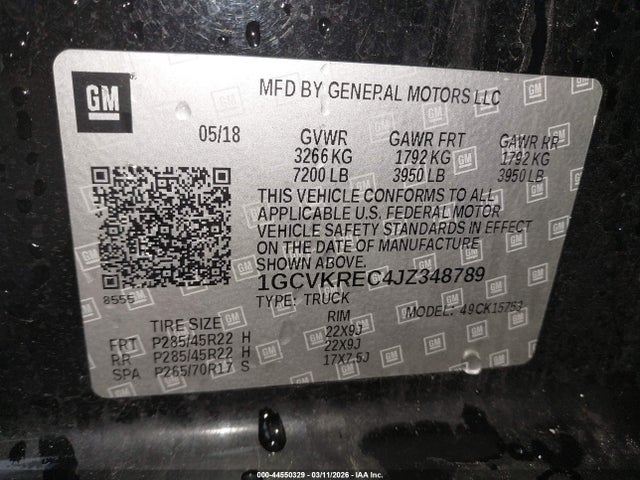 GM
MFD BY GENERAL MOTORS LLC
05/18 GVWR GAWR FRT GAWR RR
3266 KG 1792 KG 1792 KG
7200 LB 3950 LB 3950 LB
THIS VEHICLE CONFORMS TO ALL
APPLICABLE U.S. FEDERAL MOTOR
VEHICLE SAFETY STANDARDS IN EFFECT
ON THE DATE OF MANUFACTURE
SHOWN ABOVE.
8555 1GCVKREC4JZ348789
TYPE: TRUCK MODEL: 49CK15753
TIRE SIZE RIM
FRT P285/45R22 H 22X9J
RR P285/45R22 H 22X9J
SPA P265/70R17 S 17X7.5J
000-44550329 - 03/11/2026 - IAA Inc.